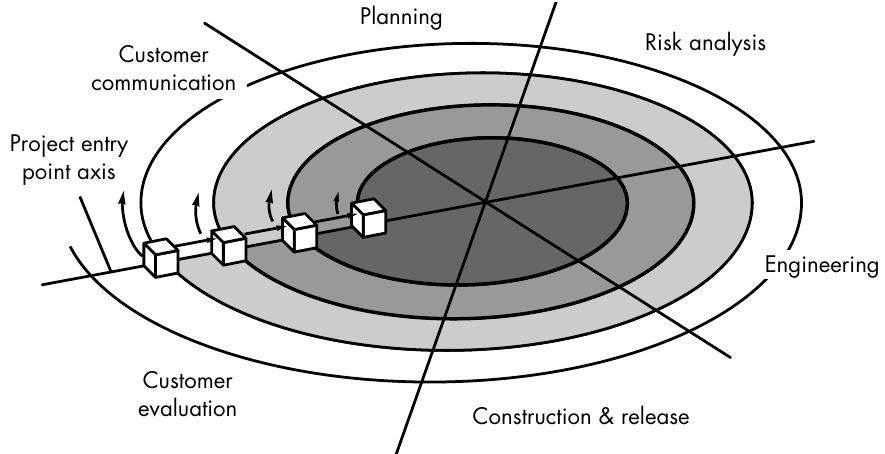 Planning
Risk analysis
Customer
communication
Project entry
point axis
Engineering
Customer
evaluation
Construction & release